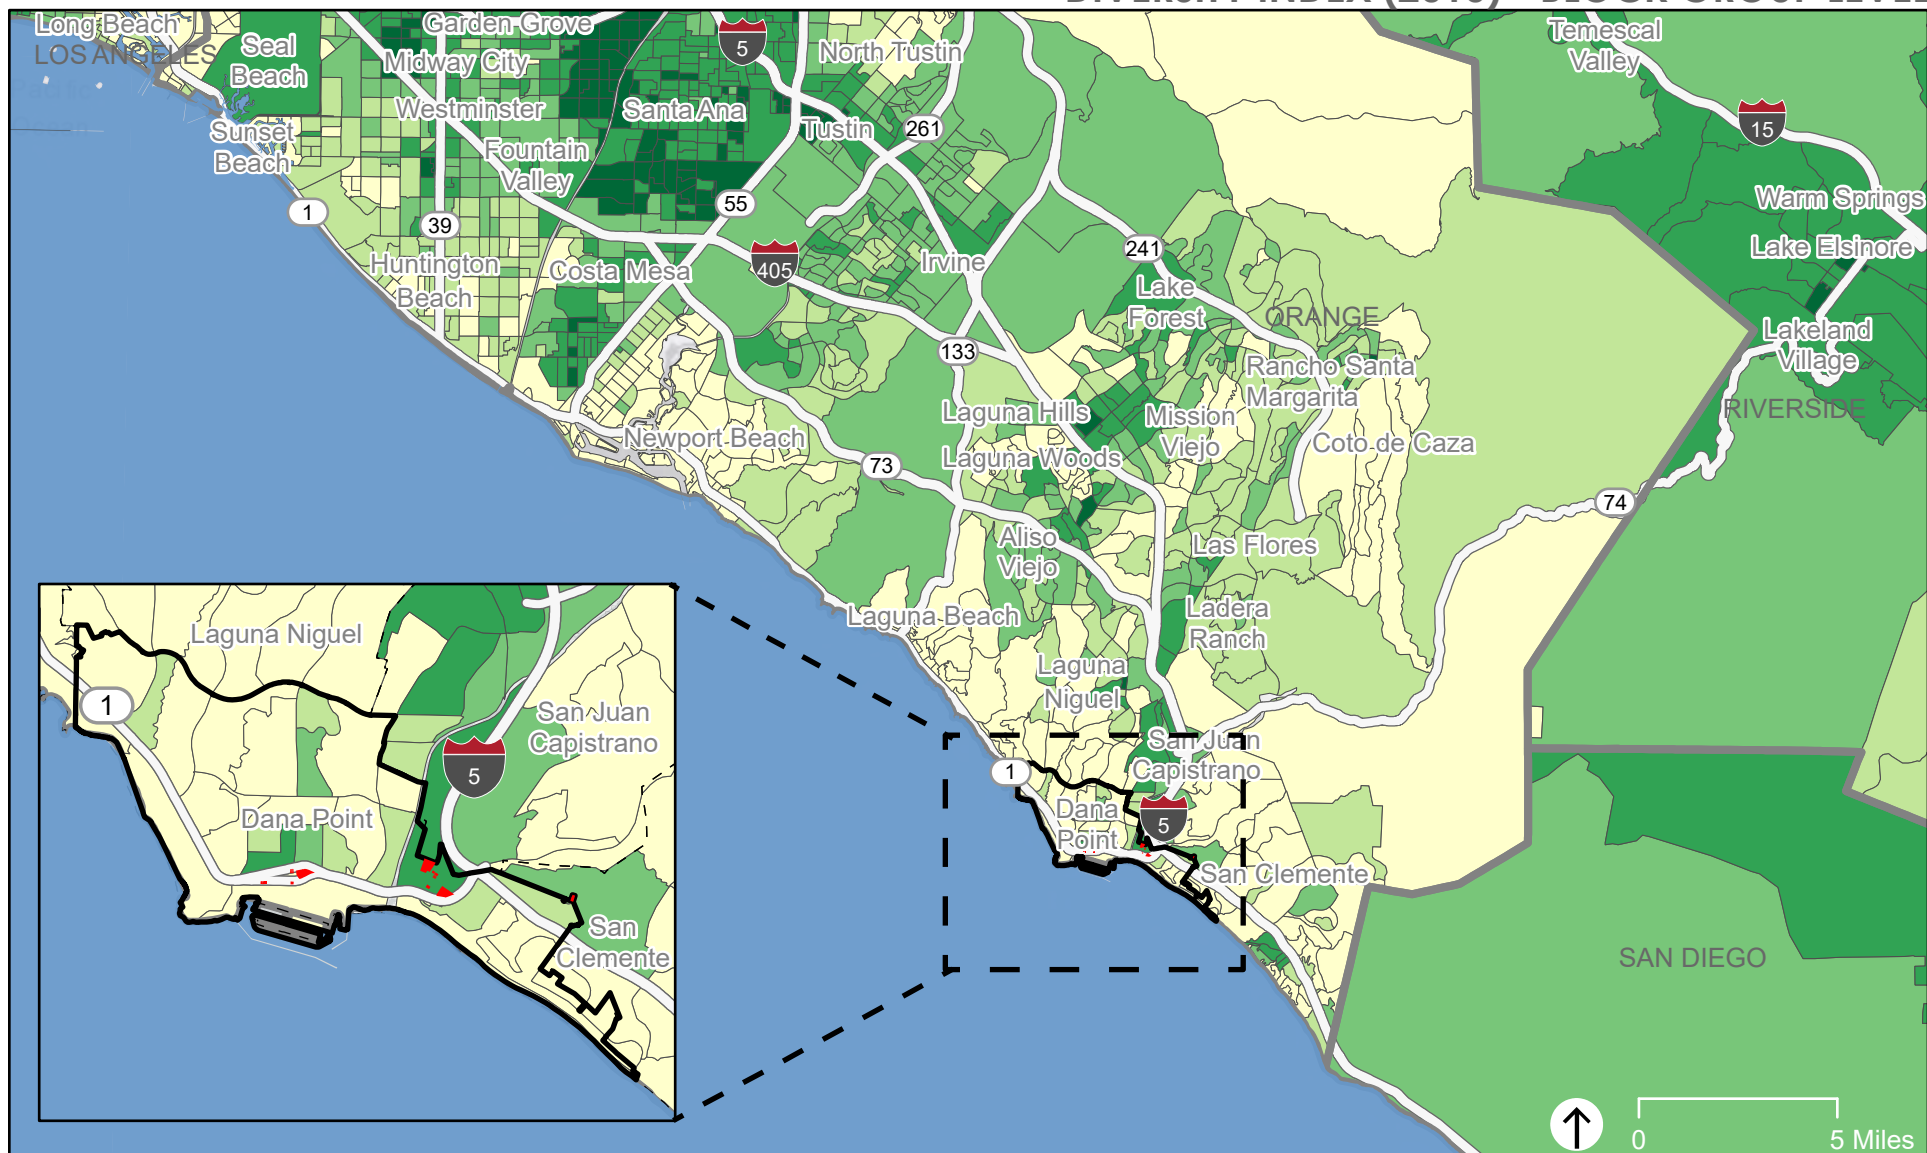 Long Beach
LOS ANGELES
Seal
Beach
Garden Grove
Midway City
Westminster
Sunset
Beach
Fountain
Valley
Santa Ana
5
North Tustin
Tustin
261
55
1
39
Huntington
Beach
Costa Mesa
405
Irvine
241
Lake
Forest
ORANGE
Temescal
Valley
15
Warm Springs
Lake Elsinore
Lakeland
Village
RIVERSIDE
133
Rancho Santa
Margarita
Laguna Hills
Mission
Viejo
Coto de Caza
Newport Beach
Laguna Woods
73
74
Aliso
Viejo
Las Flores
Laguna Beach
Ladera
Ranch
Laguna
Niguel
San Juan
Capistrano
1
Dana
Point
5
San Clemente
SAN DIEGO
Laguna Niguel
1
San Juan
Capistrano
5
Dana Point
San
Clemente
0
5 Miles